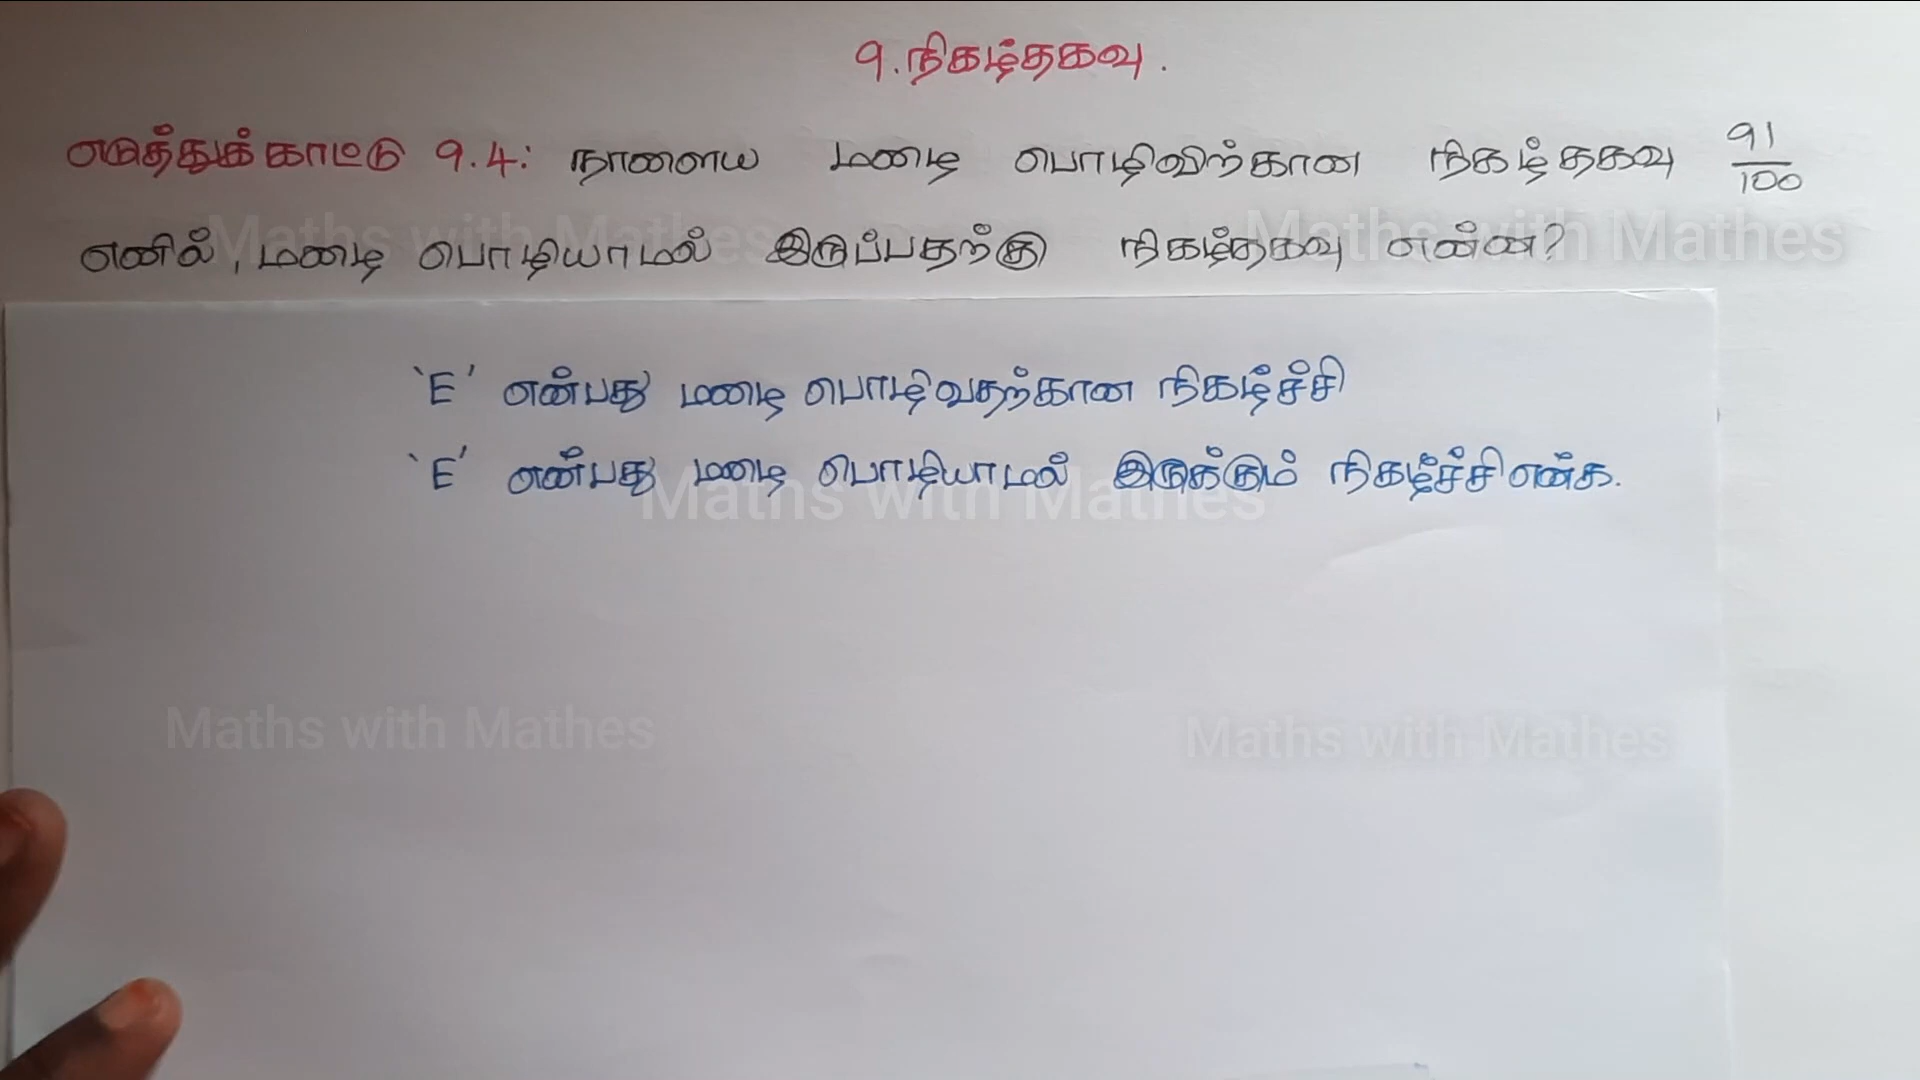 9. நிகழ்தகவு.
எடுத்துக்காட்டு 9.4: நாளைய மழை பொழிவிற்கான நிகழ்தகவு 91/100
எனில், மழை பொழியாமல் இருப்பதற்கு நிகழ்தகவு என்ன?
Maths with Mathes Maths with Mathes
'E' என்பது மழை பொழிவதற்கான நிகழ்ச்சி
'E' என்பது மழை பொழியாமல் இருக்கும் நிகழ்ச்சி என்க.
Maths with Mathes
Maths with Mathes Maths with Mathes